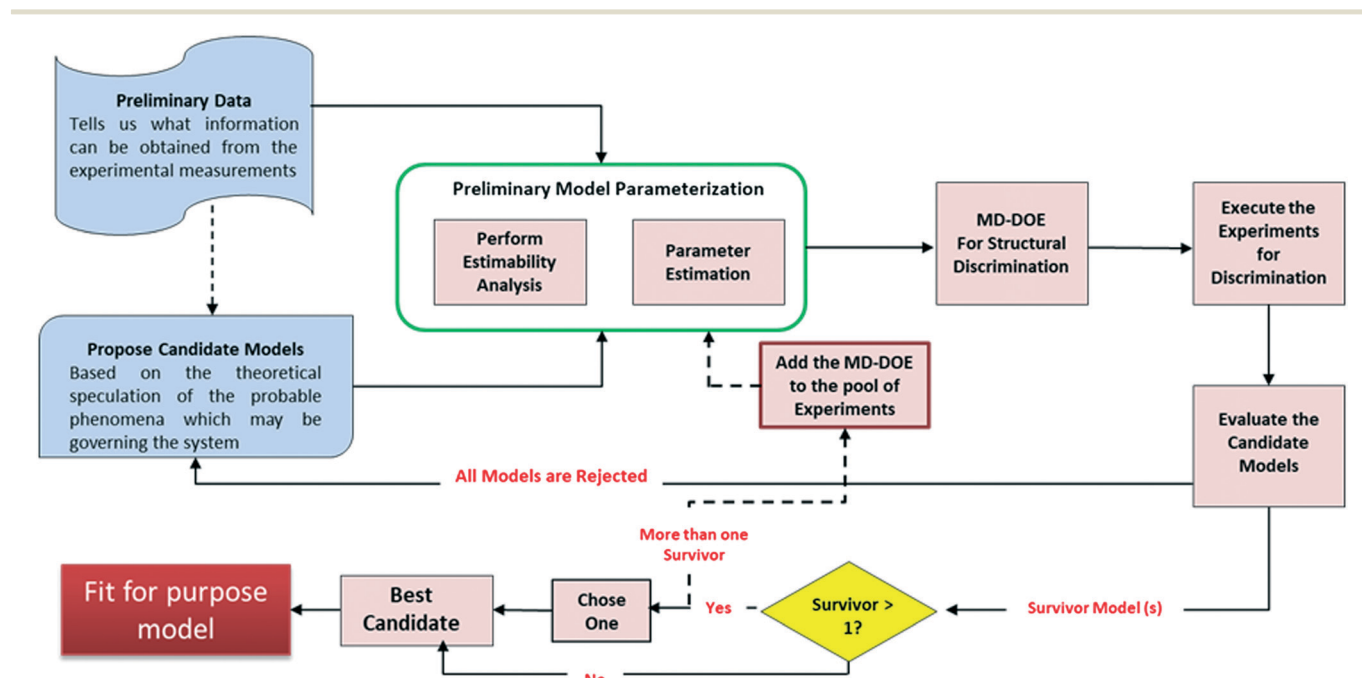 Preliminary Data
Tells us what information
can be obtained from the
experimental measurements
Propose Candidate Models
Based on the theoretical
speculation of the probable
phenomena which may be
governing the system
Preliminary Model Parameterization
Perform
Estimability
Analysis
Parameter
Estimation
MD-DOE
For Structural
Discrimination
Execute the
Experiments
for
Discrimination
Add the MD-DOE
to the pool of
Experiments
Evaluate the
Candidate
Models
All Models are Rejected
More than one
Survivor
Survivor Model (s)
Survivor >
1?
Yes
No
Chose
One
Best
Candidate
Fit for purpose
model